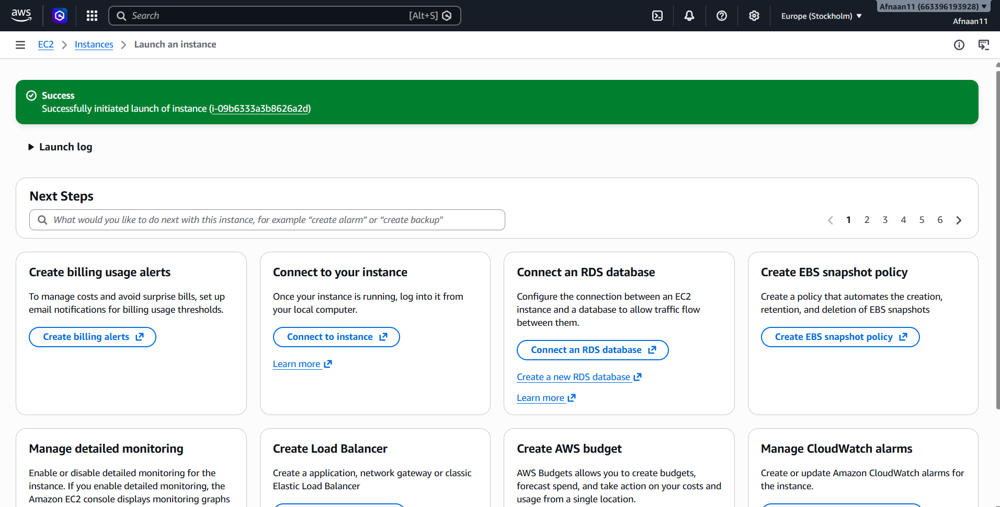 aws
Search
[Alt+S]
Europe (Stockholm)
Afnaan11 (663396193928)
Afnaan11
EC2
Instances
Launch an instance
Success
Successfully initiated launch of instance (i-09b6333a3b8626a2d)
Launch log
Next Steps
What would you like to do next with this instance, for example “create alarm” or “create backup"
1 2 3 4 5 6
Create billing usage alerts
To manage costs and avoid surprise bills, set up
email notifications for billing usage thresholds.
Create billing alerts
Connect to your instance
Once your instance is running, log into it from
your local computer.
Connect to instance
Learn more
Connect an RDS database
Configure the connection between an EC2
instance and a database to allow traffic flow
between them.
Connect an RDS database
Create a new RDS database
Learn more
Create EBS snapshot policy
Create a policy that automates the creation,
retention, and deletion of EBS snapshots
Create EBS snapshot policy
Manage detailed monitoring
Enable or disable detailed monitoring for the
instance. If you enable detailed monitoring, the
Amazon EC2 console displays monitoring graphs
Create Load Balancer
Create a application, network gateway or classic
Elastic Load Balancer
Create AWS budget
AWS Budgets allows you to create budgets,
forecast spend, and take action on your costs and
usage from a single location.
Manage CloudWatch alarms
Create or update Amazon CloudWatch alarms for
the instance.